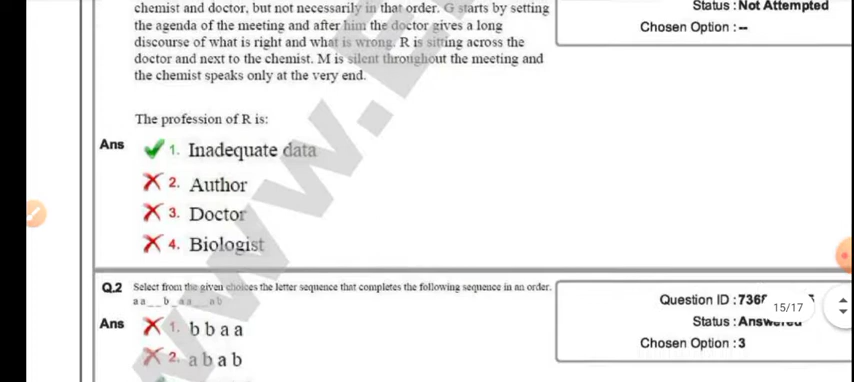 chemist and doctor, but not necessarily in that order. G starts by setting
the agenda of the meeting and after him the doctor gives a long
discourse of what is right and what is wrong. R is sitting across the
doctor and next to the chemist. M is silent throughout the meeting and
the chemist speaks only at the very end.
Status : Not Attempted
Chosen Option : --
The profession of R is:
Ans 1. Inadequate data
2. Author
3. Doctor
4. Biologist
Q.2 Select from the given choices the letter sequence that completes the following sequence in an order.
aa__b_aa__ab
Ans 1. b b a a
2. a b a b
Question ID : 736
15/17
Status : Answered
Chosen Option : 3